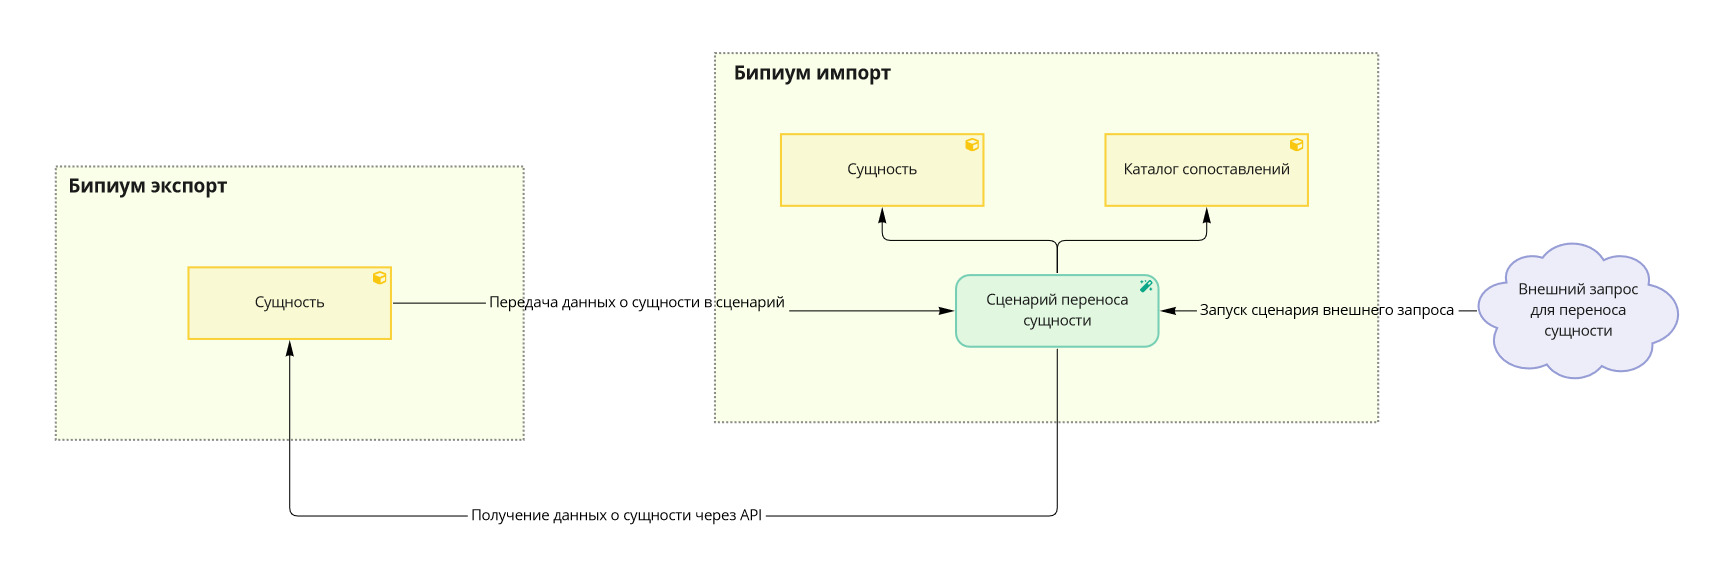 Бипиум импорт
Сущность
Каталог сопоставлений
Бипиум экспорт
Сущность
Передача данных о сущности в сценарий
Сценарий переноса
сущности
Запуск сценария внешнего запроса
Внешний запрос
для переноса
сущности
Получение данных о сущности через API